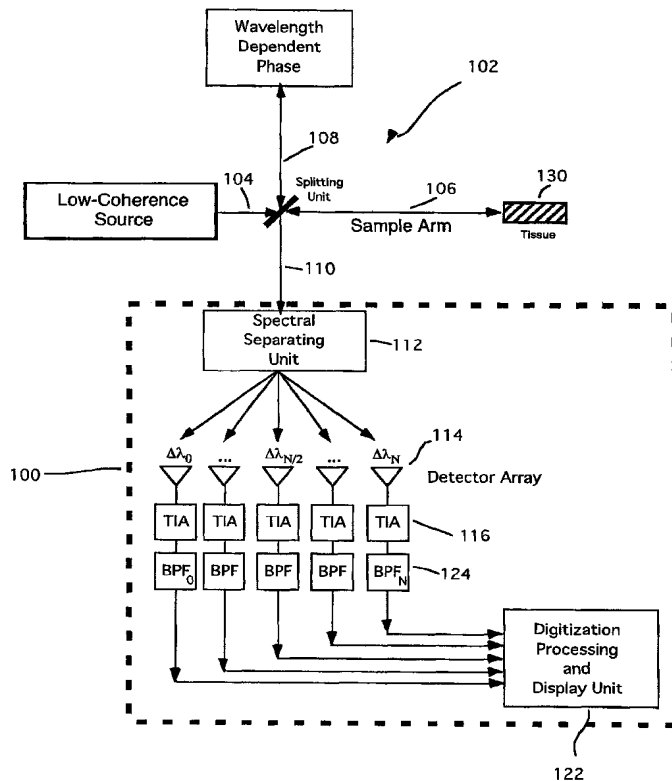 Wavelength
Dependent
Phase
102
108
104
Splitting
Unit
106
130
Low-Coherence
Source
Sample Arm
Tissue
110
Spectral
Separating
Unit
112
Δλ0 ... ΔλN/2 ... ΔλN
114
100
Detector Array
TIA TIA TIA TIA TIA
116
BPF0 BPF BPF BPF BPFN
124
Digitization
Processing
and
Display Unit
122